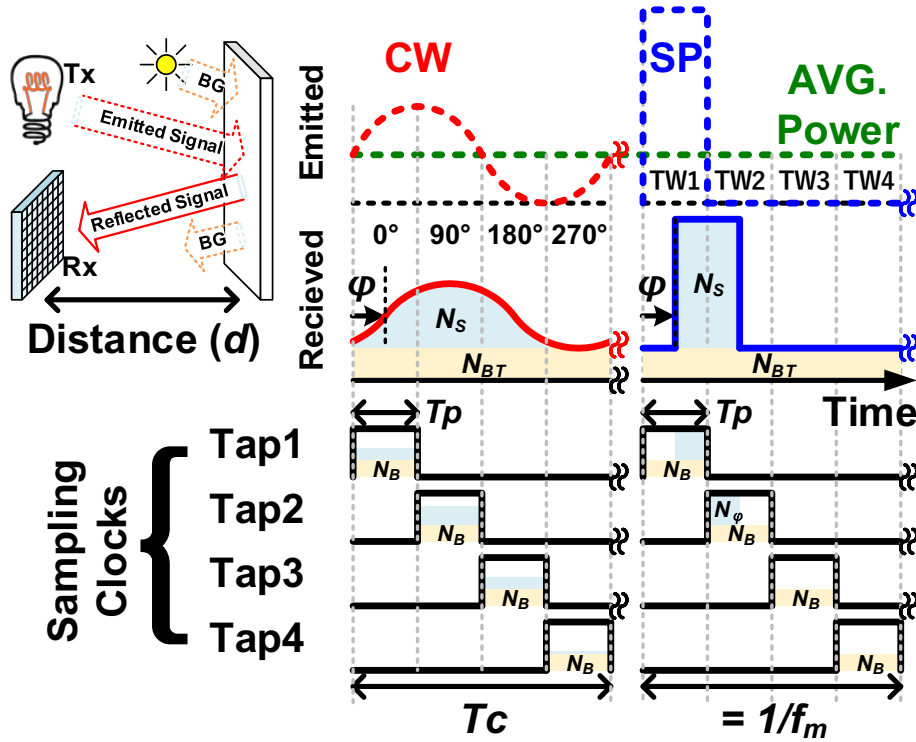 Tx
BG
Emitted Signal
Reflected Signal
BG
Rx
Distance (d)
Emitted
Recieved
CW
SP
AVG.
Power
TW1 TW2 TW3 TW4
0° 90° 180° 270°
φ
N_S
N_BT
φ
N_S
N_BT
Time
Tp
Tp
Sampling
Clocks
Tap1
N_B
N_B
Tap2
N_B
N_φ
N_B
Tap3
N_B
N_B
Tap4
N_B
N_B
Tc
= 1/f_m